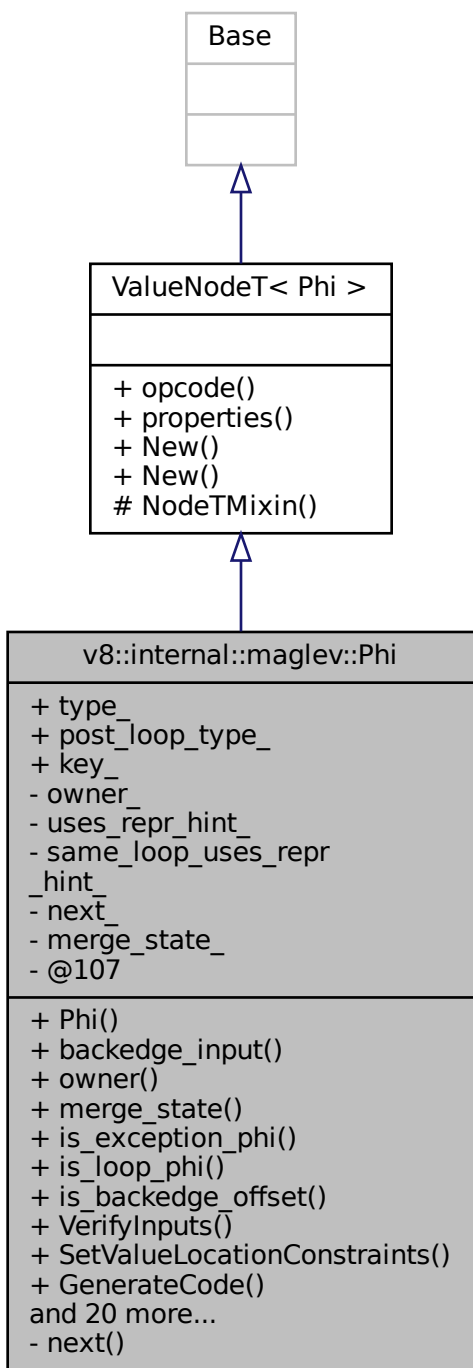 Base
ValueNodeT< Phi >
+ opcode()
+ properties()
+ New()
+ New()
# NodeTMixin()
v8::internal::maglev::Phi
+ type_
+ post_loop_type_
+ key_
- owner_
- uses_repr_hint_
- same_loop_uses_repr
_hint_
- next_
- merge_state_
- @107
+ Phi()
+ backedge_input()
+ owner()
+ merge_state()
+ is_exception_phi()
+ is_loop_phi()
+ is_backedge_offset()
+ VerifyInputs()
+ SetValueLocationConstraints()
+ GenerateCode()
and 20 more...
- next()